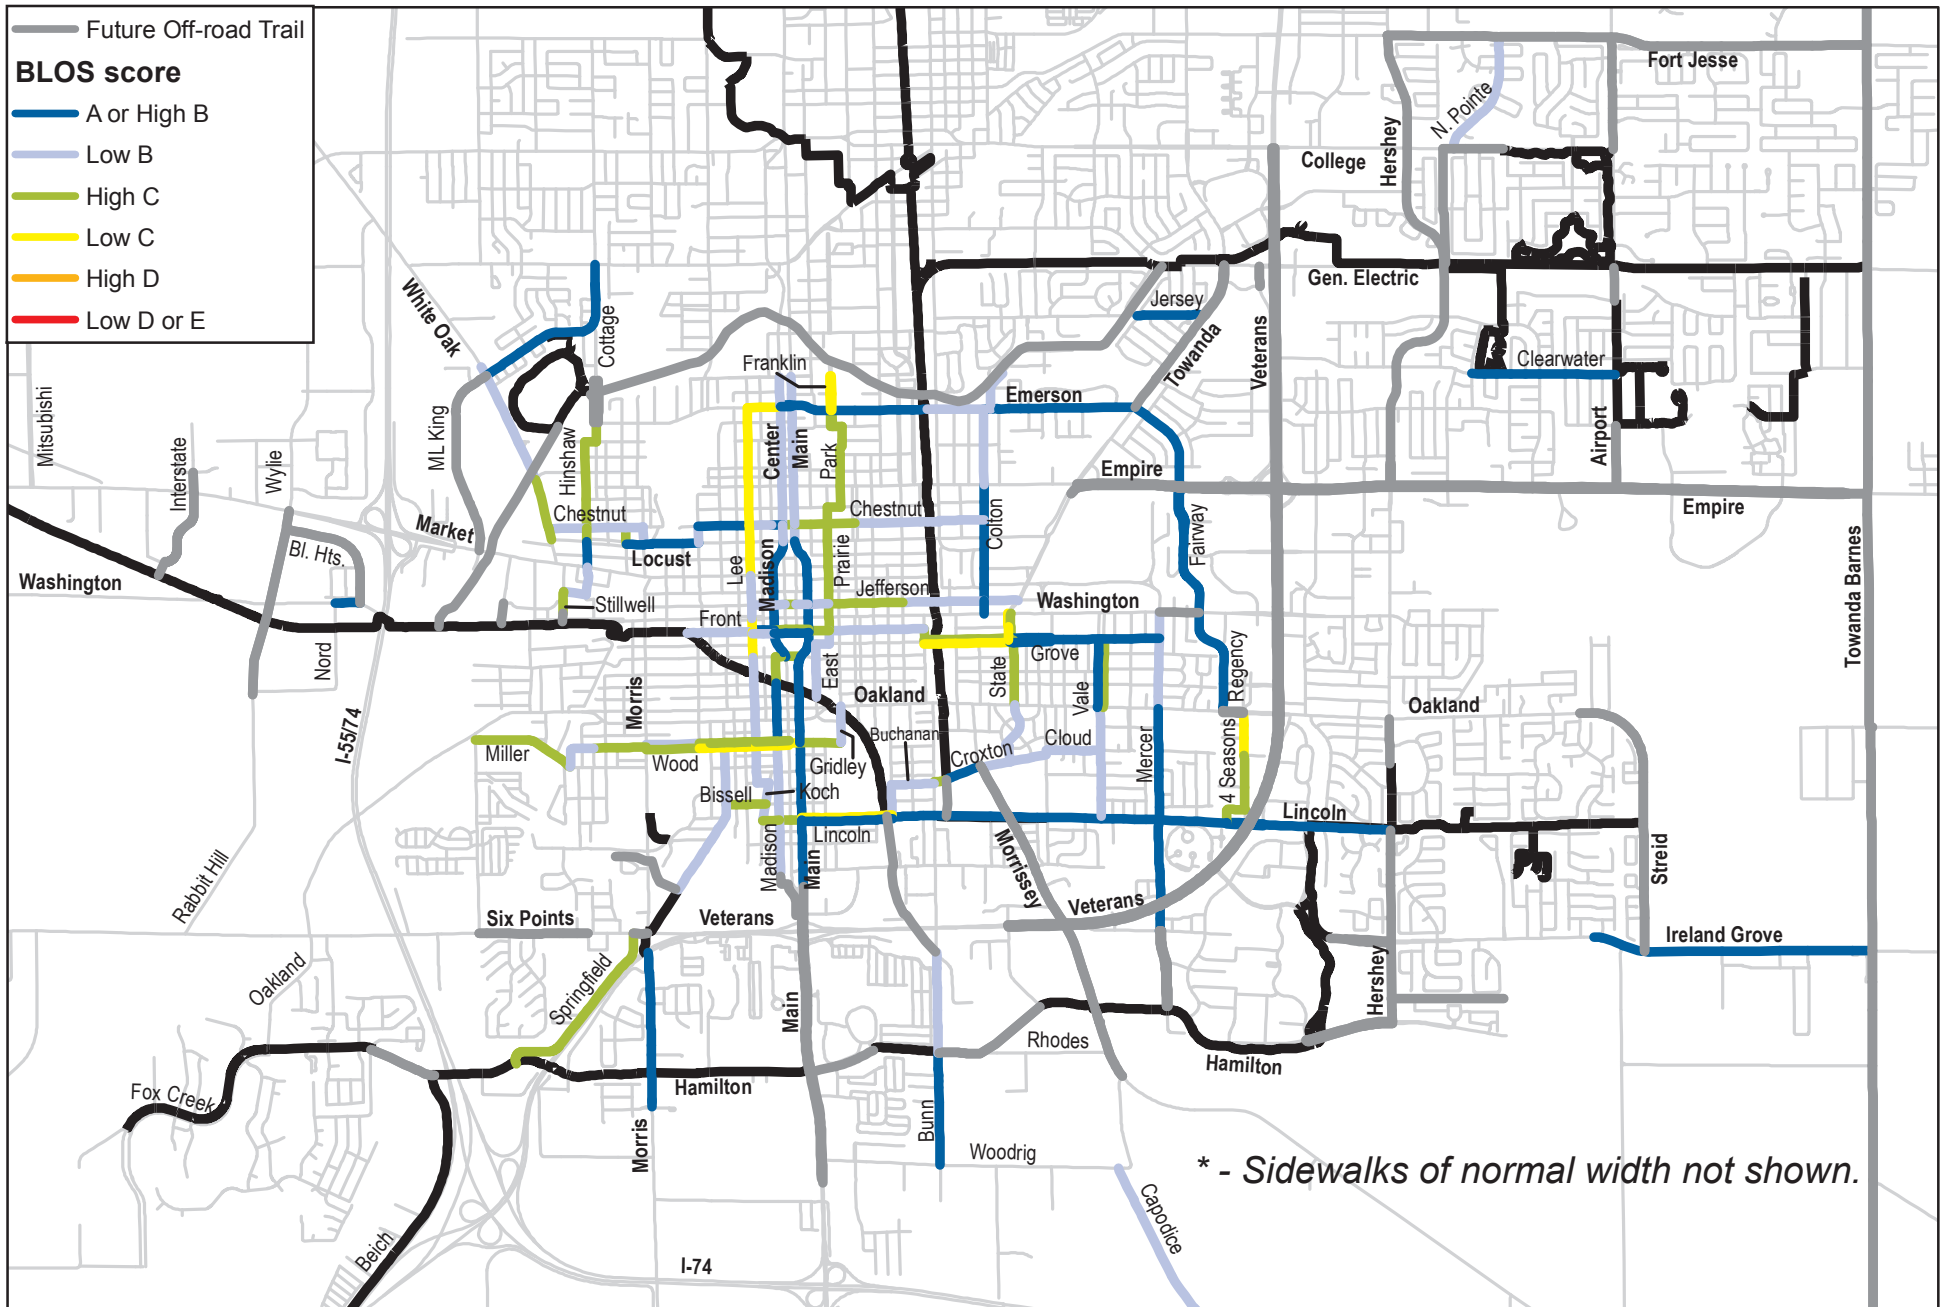 Future Off-road Trail
BLOS score
A or High B
Low B
High C
Low C
High D
Low D or E
Fort Jesse
N. Pointe
Hershey
College
Gen. Electric
Jersey
Towanda
Veterans
Clearwater
Airport
White Oak
Cottage
Franklin
Emerson
Mitsubishi
Interstate
Wylie
ML King
Hinshaw
Center
Main
Park
Empire
Empire
Market
Chestnut
Chestnut
Colton
Fairway
Towanda Barnes
Bl. Hts.
Locust
Lee
Madison
Prairie
Washington
Stillwell
Jefferson
Washington
Front
Nord
Grove
State
Vale
Regency
East
Oakland
Oakland
Morris
I-55/74
Miller
Wood
Buchanan
Croxton
Cloud
Mercer
4 Seasons
Gridley
Bissell
Koch
Lincoln
Lincoln
Madison
Main
Morrissey
Streid
Rabbit Hill
Six Points
Veterans
Veterans
Ireland Grove
Oakland
Springfield
Main
Hershey
Rhodes
Hamilton
Hamilton
Fox Creek
Bunn
Morris
Woodrig
* - Sidewalks of normal width not shown.
Capodice
Beich
I-74